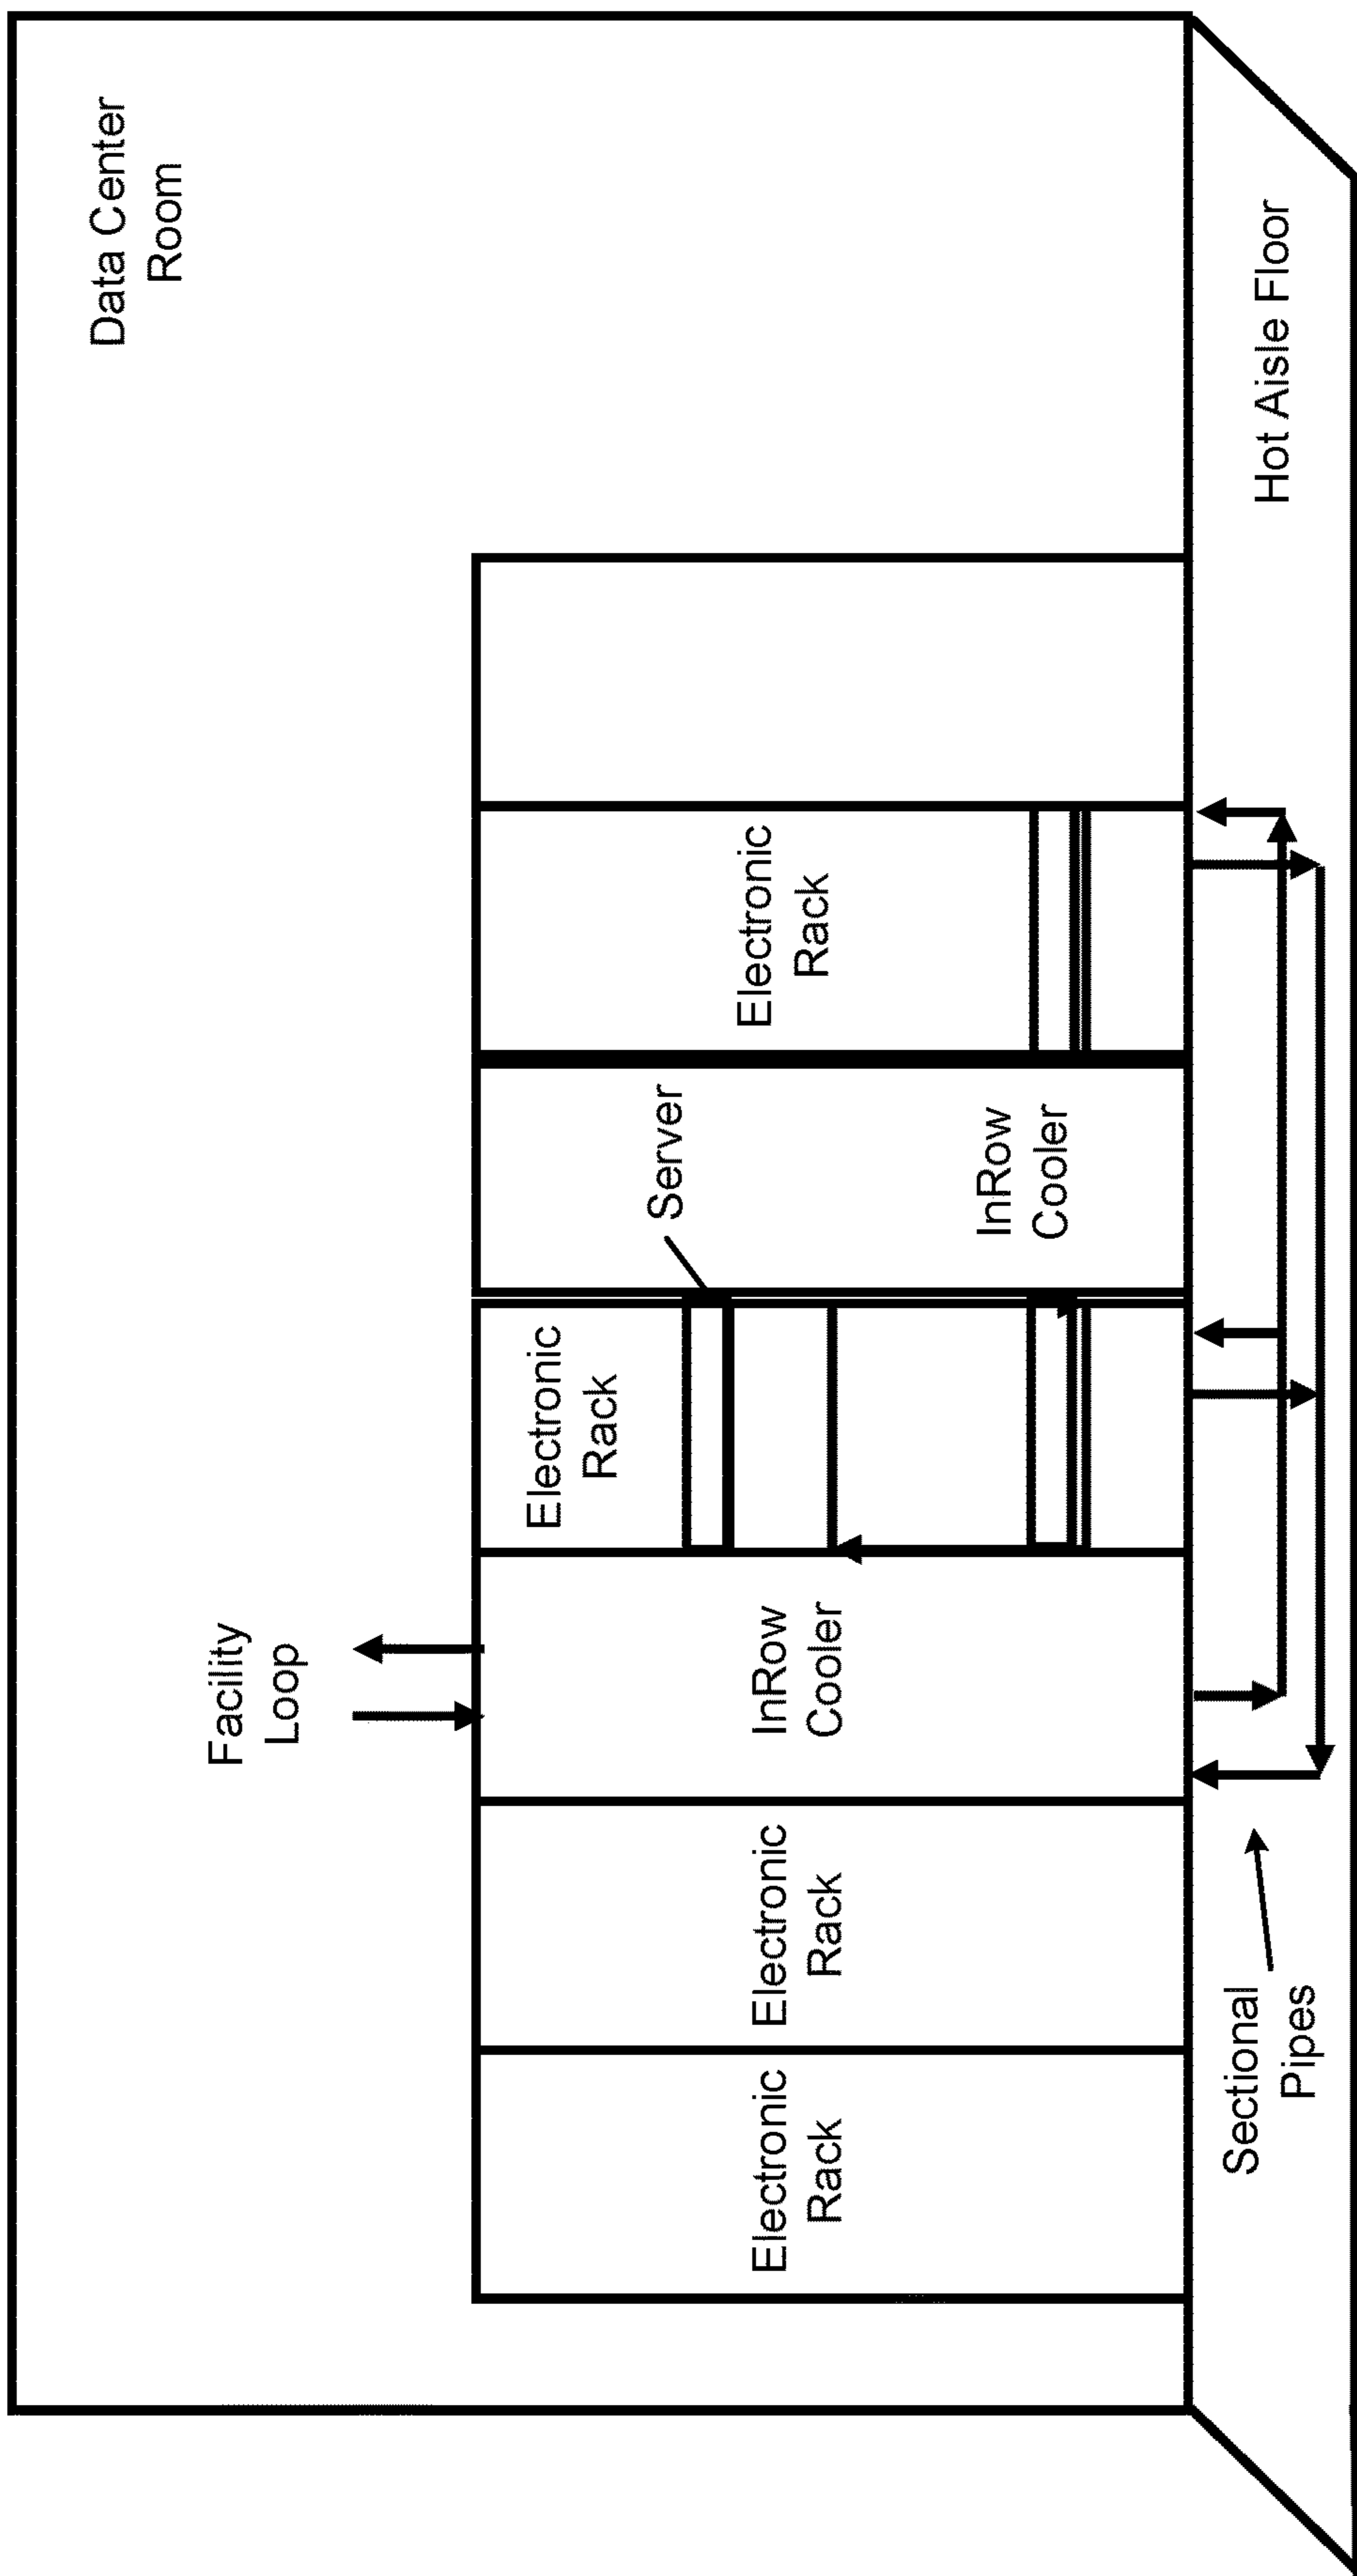 Data Center
Room
Facility
Loop
Electronic
Rack
Server
Electronic
Rack
Electronic
Rack
InRow
Cooler
Electronic
Rack
InRow
Cooler
Sectional
Pipes
Hot Aisle Floor